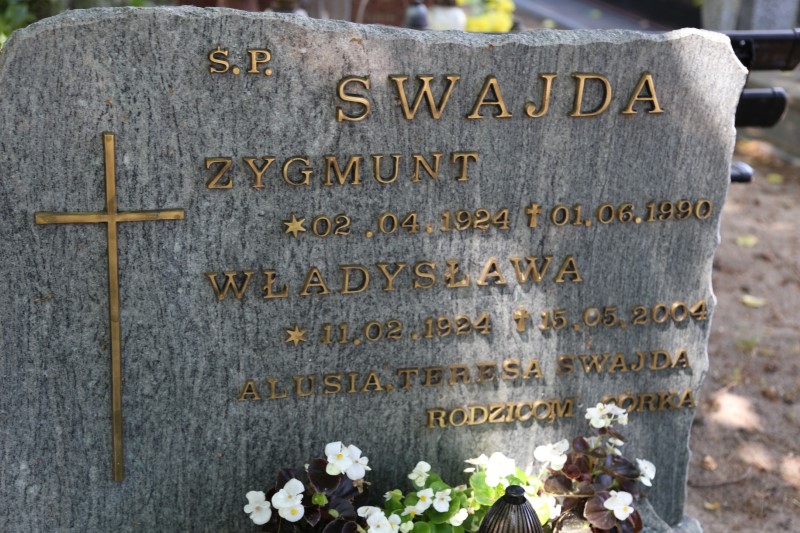 Ś.P. SWAJDA
ZYGMUNT
02.04.1924 01.06.1990
WŁADYSŁAWA
11.02.1924 15.05.2004
ALUSIA, TERESA SWAJDA
RODZICOM CÓRKA